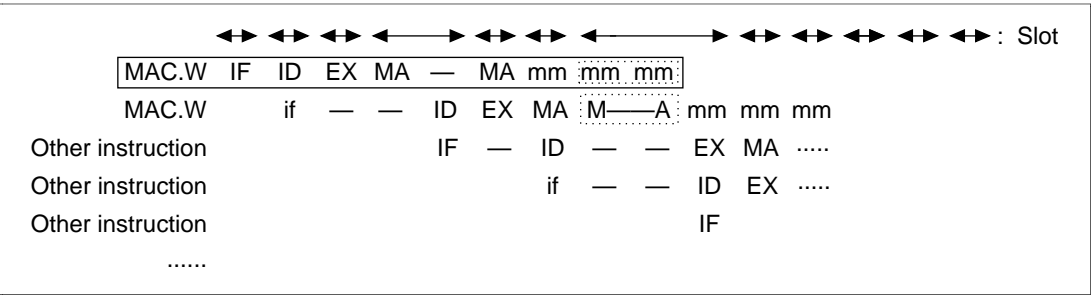 : Slot
MAC.W IF ID EX MA — MA mm mm mm
MAC.W if — — ID EX MA M——A mm mm mm
Other instruction IF — ID — — EX MA .....
Other instruction if — — ID EX .....
Other instruction IF
......